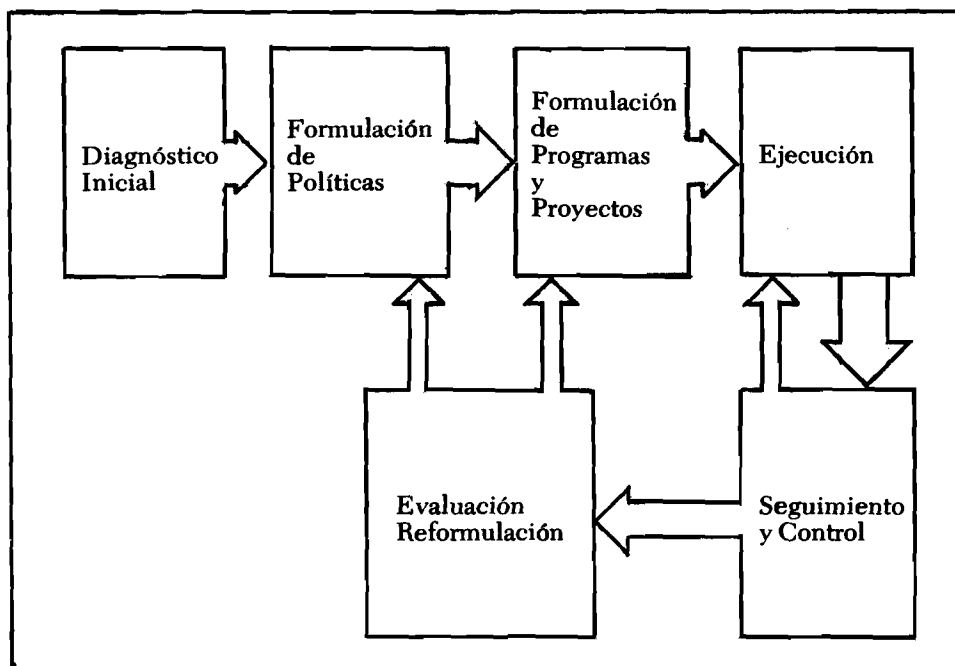 Diagnóstico
Inicial
Formulación
de
Políticas
Formulación
de
Programas
y
Proyectos
Ejecución
Evaluación
Reformulación
Seguimiento
y Control